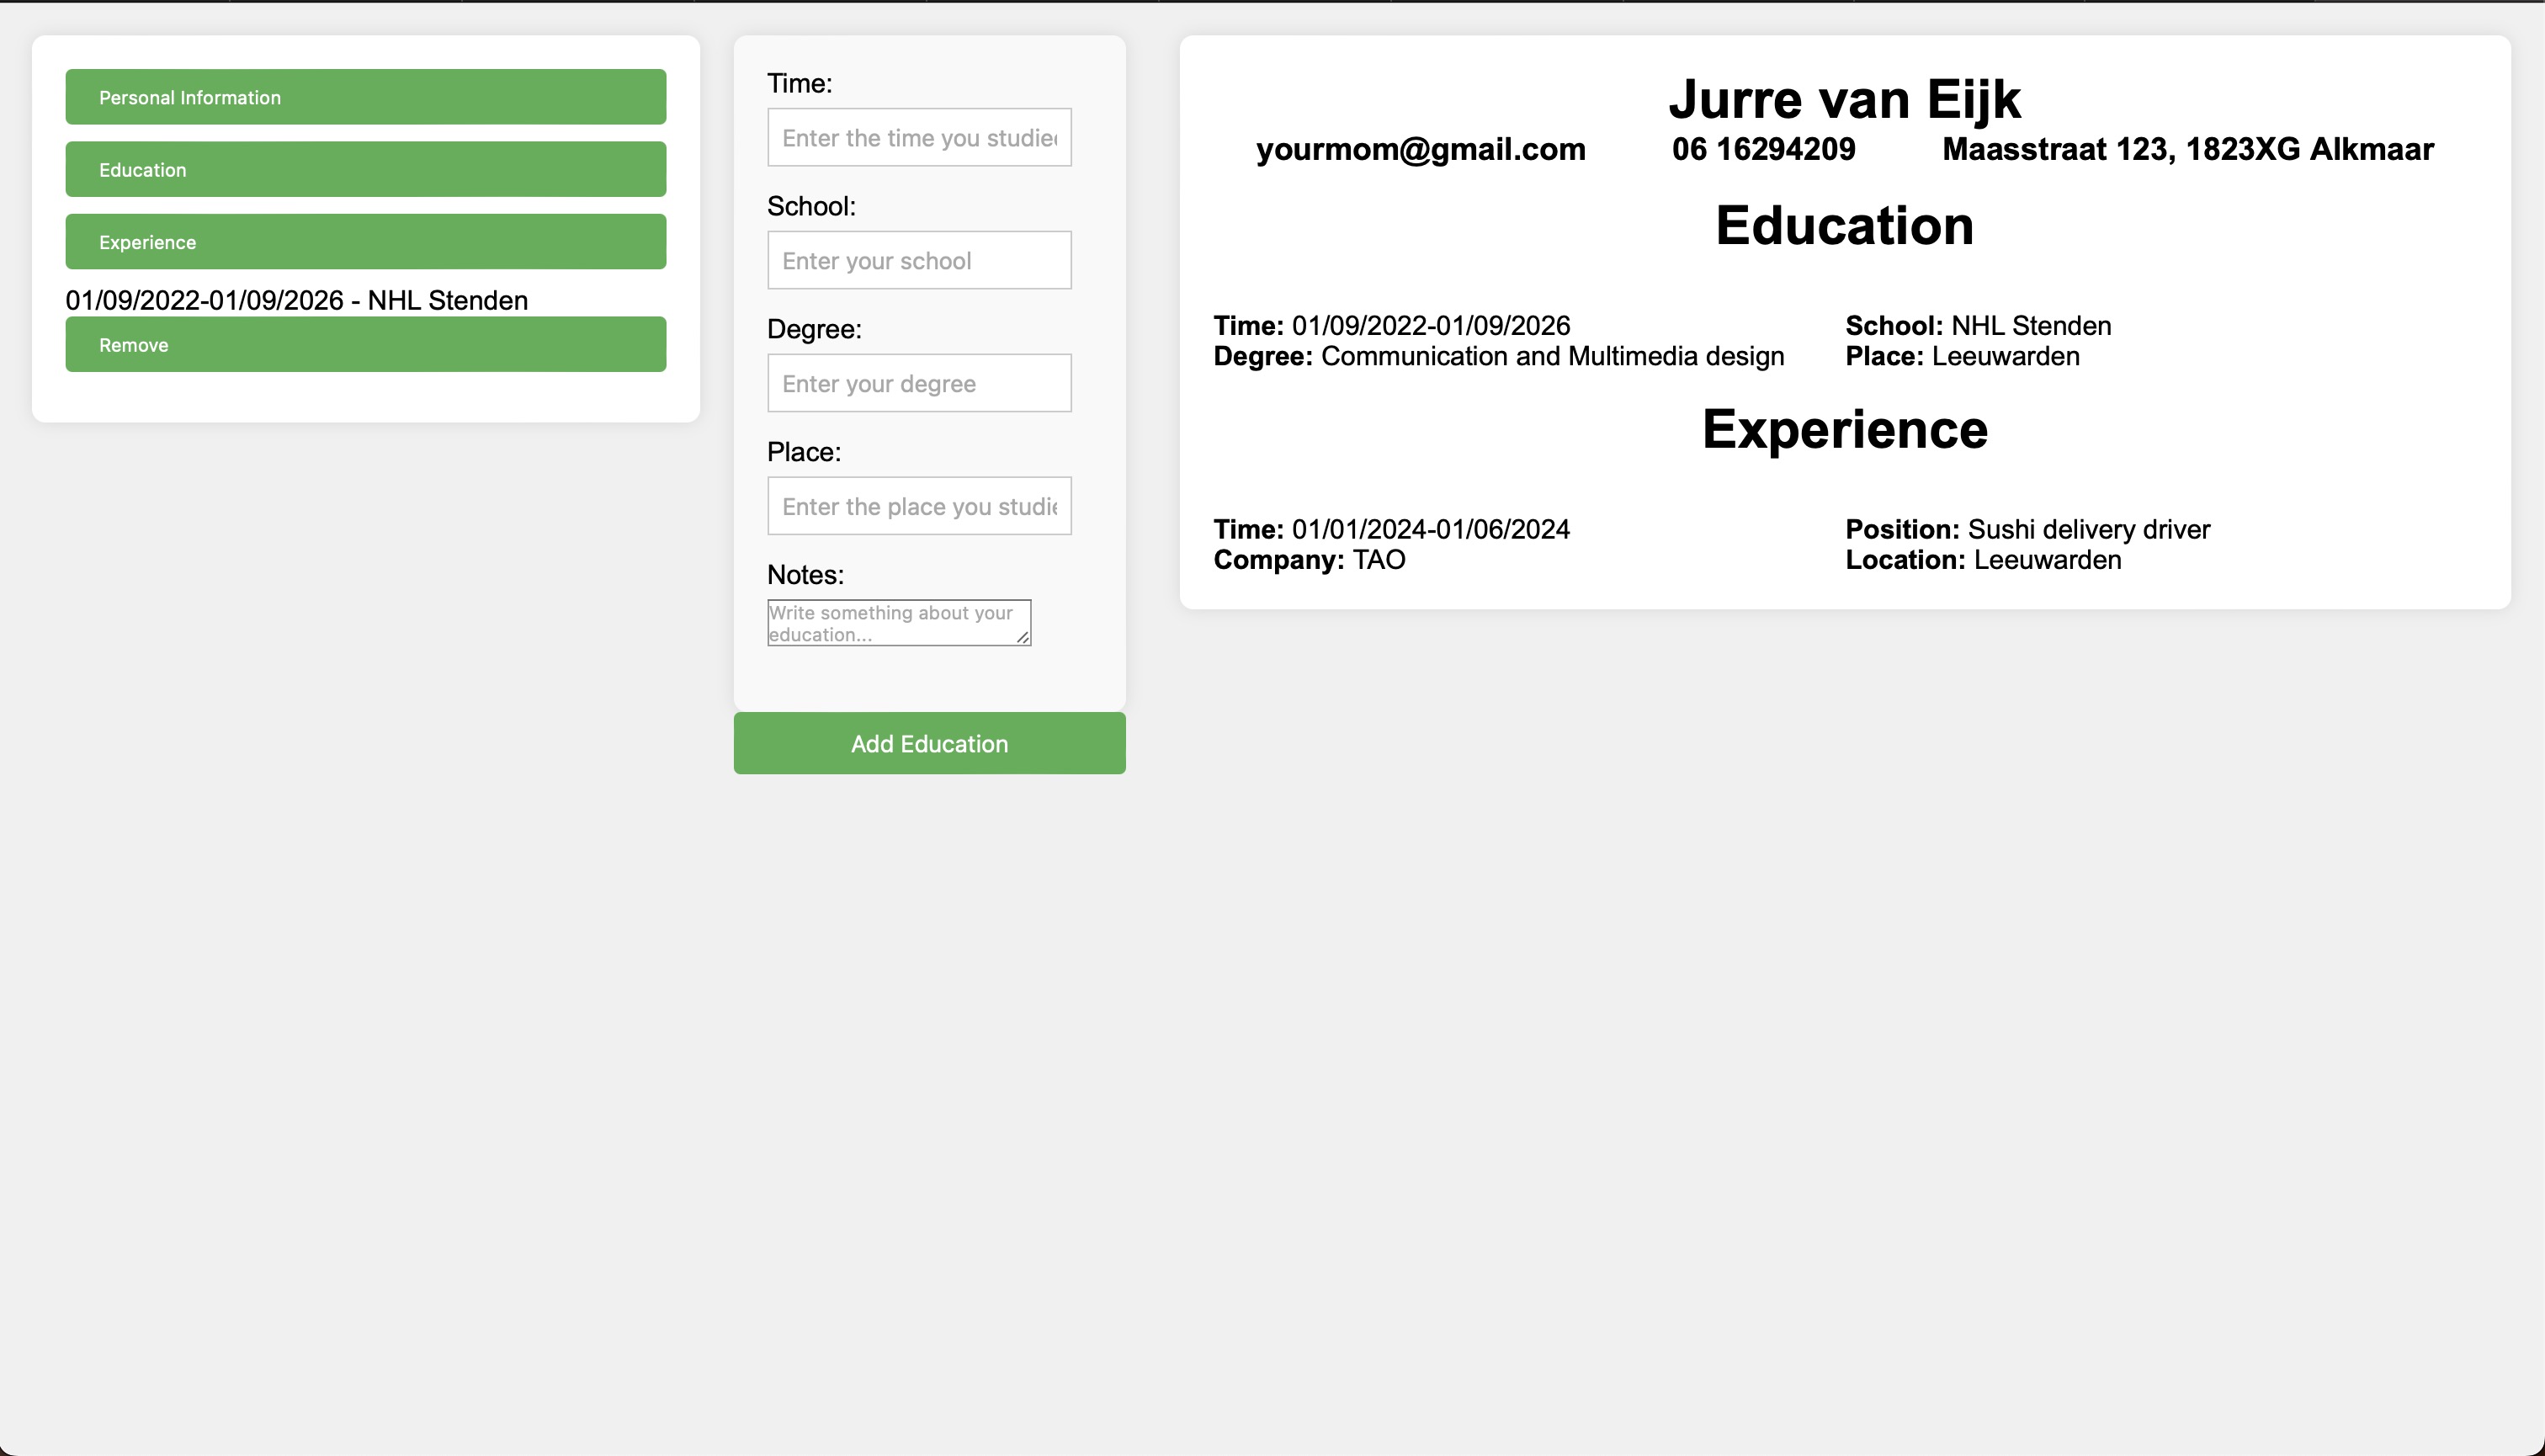 Personal Information
Education
Experience
01/09/2022-01/09/2026 - NHL Stenden
Remove
Time:
Enter the time you studied
School:
Enter your school
Degree:
Enter your degree
Place:
Enter the place you studie
Notes:
Write something about your
education...
Add Education
Jurre van Eijk
yourmom@gmail.com 06 16294209 Maasstraat 123, 1823XG Alkmaar
Education
Time: 01/09/2022-01/09/2026 School: NHL Stenden
Degree: Communication and Multimedia design Place: Leeuwarden
Experience
Time: 01/01/2024-01/06/2024 Position: Sushi delivery driver
Company: TAO Location: Leeuwarden